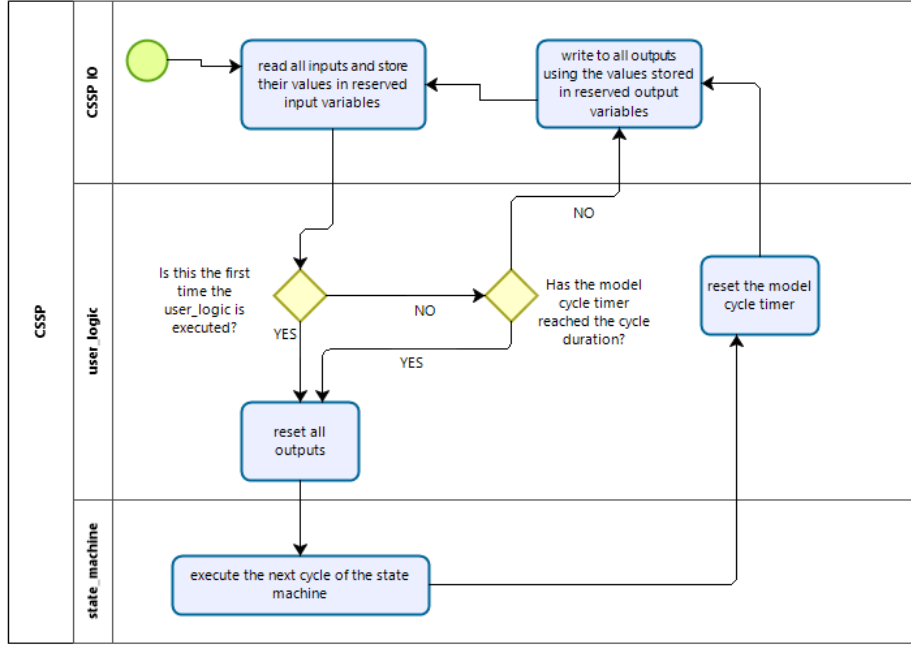 CSSP
CSSP IO
read all inputs and store
their values in reserved
input variables
write to all outputs
using the values stored
in reserved output
variables
user_logic
Is this the first
time the
user_logic is
executed?
YES
NO
NO
Has the model
cycle timer
reached the cycle
duration?
YES
reset the model
cycle timer
reset all
outputs
state_machine
execute the next cycle of the state
machine